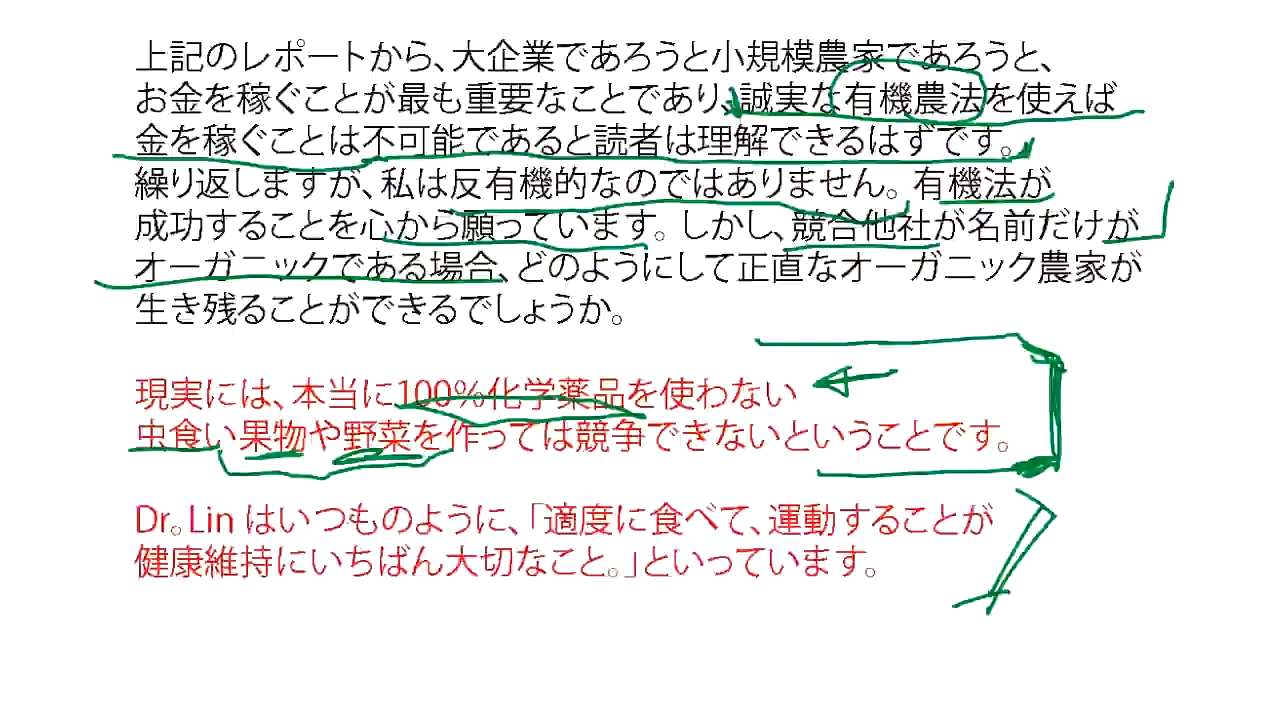 上記のレポートから、大企業であろうと小規模農家であろうと、
お金を稼ぐことが最も重要なことであり、誠実な有機農法を使えば
金を稼ぐことは不可能であると読者は理解できるはずです。
繰り返しますが、私は反有機的なのではありません。有機法が
成功することを心から願っています。しかし、競合他社が名前だけが
オーガニックである場合、どのようにして正直なオーガニック農家が
生き残ることができるでしょうか。
現実には、本当に100%化学薬品を使わない
虫食い果物や野菜を作っては競争できないということです。
Dr。Lin はいつものように、「適度に食べて、運動することが
健康維持にいちばん大切なこと。」といっています。